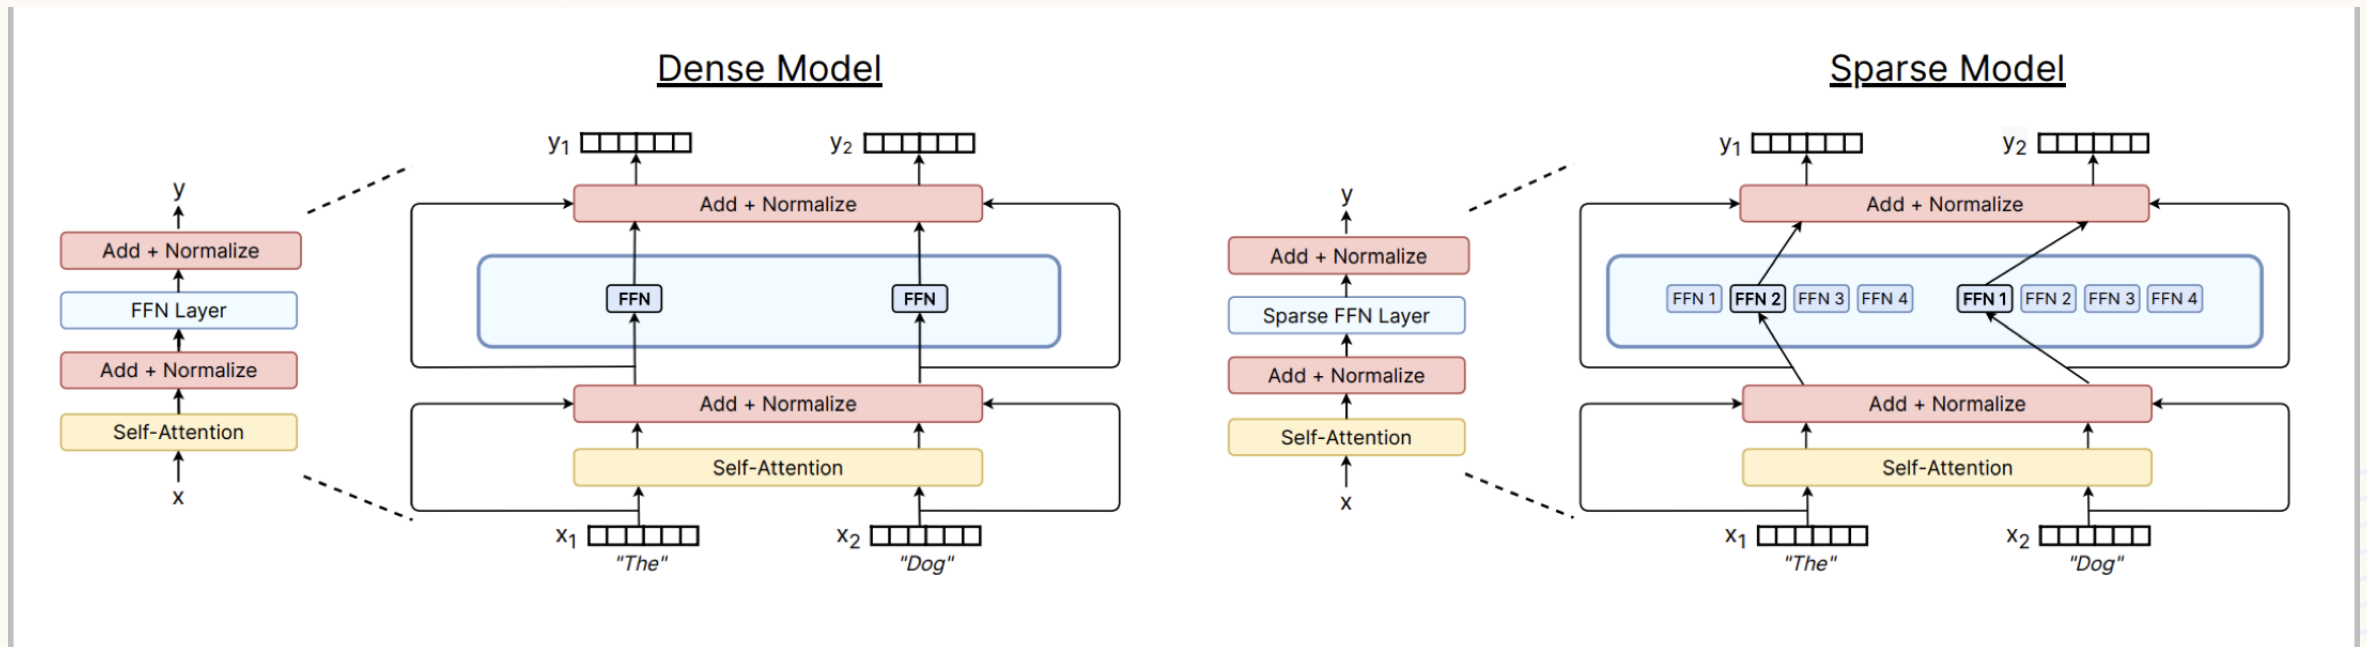 Dense Model
y
Add + Normalize
FFN Layer
Add + Normalize
Self-Attention
x
y1
y2
Add + Normalize
FFN
FFN
Add + Normalize
Self-Attention
x1
x2
"The"
"Dog"
Sparse Model
y
Add + Normalize
Sparse FFN Layer
Add + Normalize
Self-Attention
x
y1
y2
Add + Normalize
FFN 1 FFN 2 FFN 3 FFN 4
FFN 1 FFN 2 FFN 3 FFN 4
Add + Normalize
Self-Attention
x1
x2
"The"
"Dog"